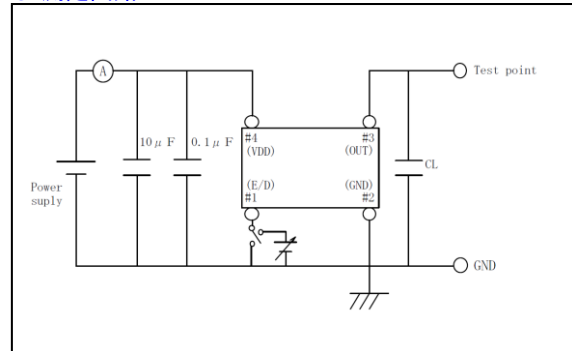 A
Test point
10μF
0.1μF
#4
(VDD)
#3
(OUT)
CL
Power
suply
(E/D)
#1
(GND)
#2
GND